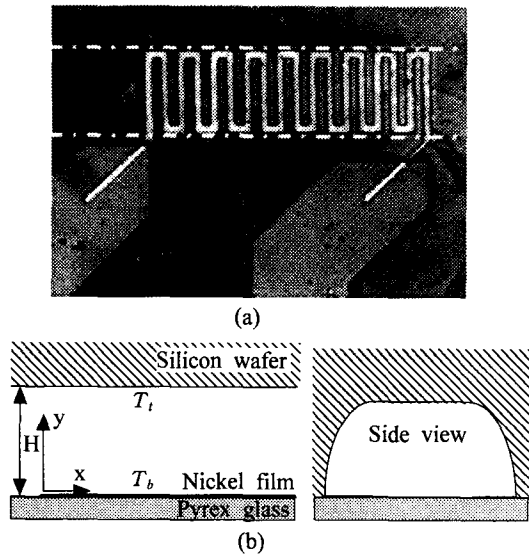 (a)
Silicon wafer
T_t
H
y
Side view
x
T_b
Nickel film
Pyrex glass
(b)